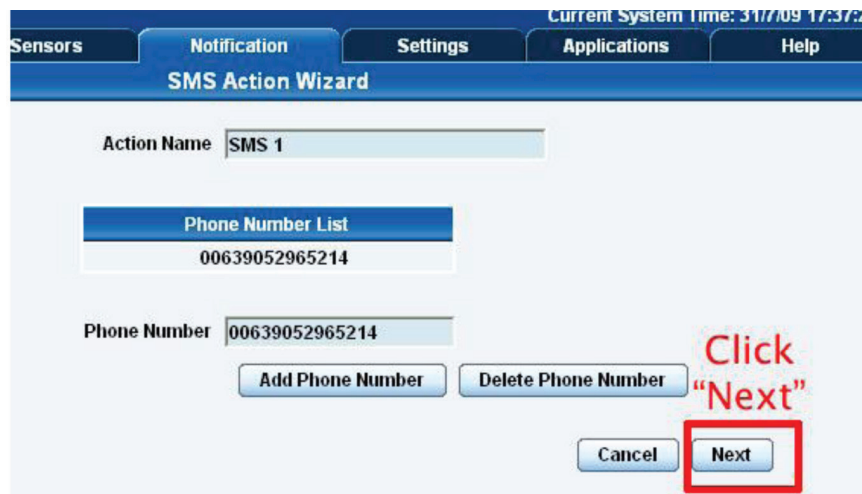 Current System Time: 31/7/09 17:37:
Sensors Notification Settings Applications Help
SMS Action Wizard
Action Name SMS 1
Phone Number List
00639052965214
Phone Number 00639052965214
Add Phone Number Delete Phone Number
Click
“Next”
Cancel Next